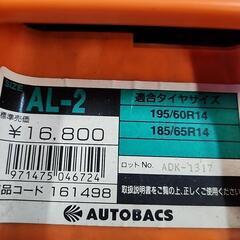 SIZE
AL-2
標準売価
¥16,800
適合タイヤサイズ
195/60R14
185/65R14
971475 046724
ロットNo. ADK-1317
品コード 161498
取扱説明書をご覧の上、正しくご使用ください。
AUTOBACS